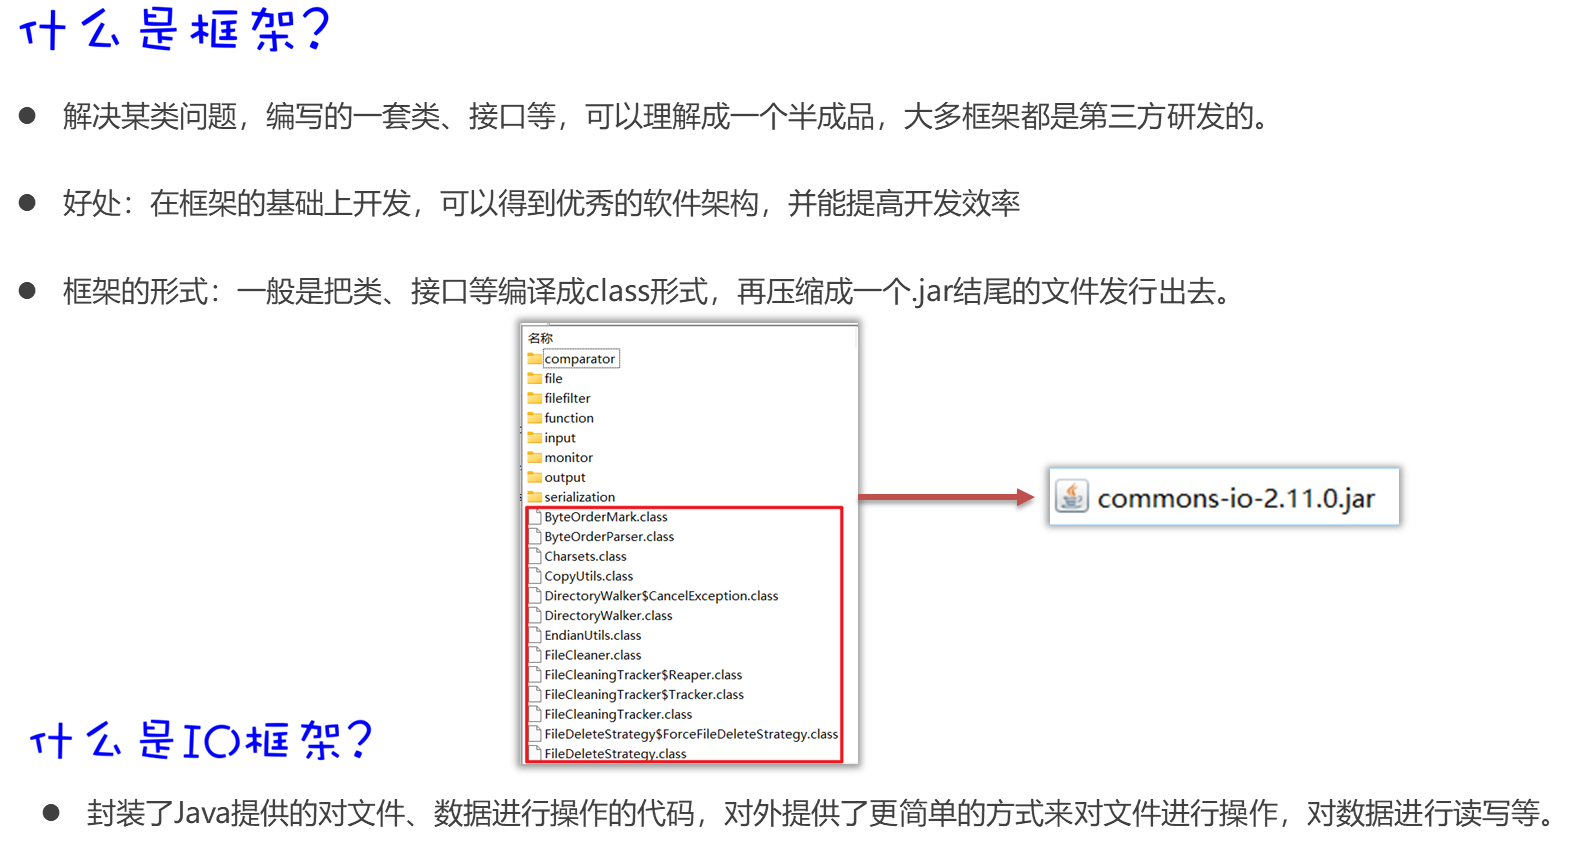 什么是框架?
解决某类问题，编写的一套类、接口等，可以理解成一个半成品，大多框架都是第三方研发的。
好处：在框架的基础上开发，可以得到优秀的软件架构，并能提高开发效率
框架的形式：一般是把类、接口等编译成class形式，再压缩成一个.jar结尾的文件发行出去。
名称
comparator
file
filefilter
function
input
monitor
output
serialization
ByteOrderMark.class
ByteOrderParser.class
Charsets.class
CopyUtils.class
DirectoryWalker$CancelException.class
DirectoryWalker.class
EndianUtils.class
FileCleaner.class
FileCleaningTracker$Reaper.class
FileCleaningTracker$Tracker.class
FileCleaningTracker.class
FileDeleteStrategy$ForceFileDeleteStrategy.class
FileDeleteStrategy.class
commons-io-2.11.0.jar
什么是IO框架?
封装了Java提供的对文件、数据进行操作的代码，对外提供了更简单的方式来对文件进行操作，对数据进行读写等。